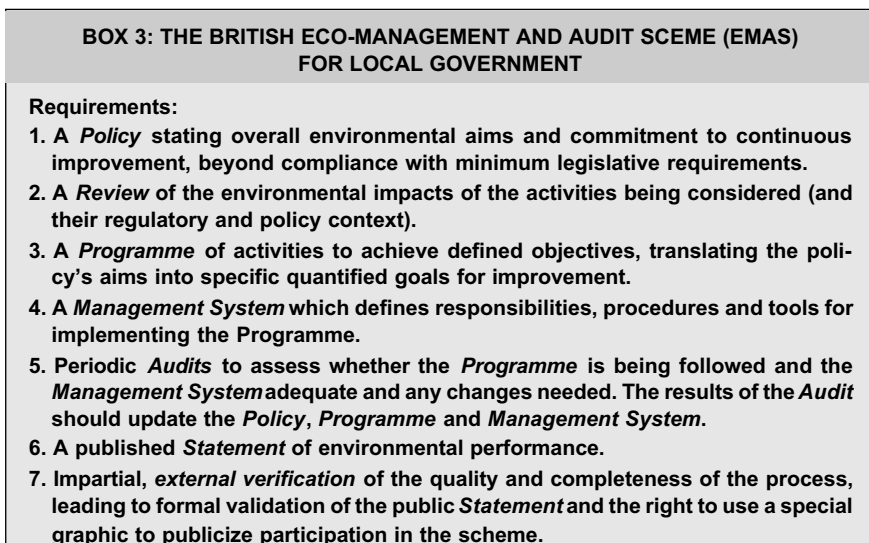 BOX 3: THE BRITISH ECO-MANAGEMENT AND AUDIT SCEME (EMAS)
FOR LOCAL GOVERNMENT
Requirements:
1. A Policy stating overall environmental aims and commitment to continuous
improvement, beyond compliance with minimum legislative requirements.
2. A Review of the environmental impacts of the activities being considered (and
their regulatory and policy context).
3. A Programme of activities to achieve defined objectives, translating the poli-
cy's aims into specific quantified goals for improvement.
4. A Management System which defines responsibilities, procedures and tools for
implementing the Programme.
5. Periodic Audits to assess whether the Programme is being followed and the
Management System adequate and any changes needed. The results of the Audit
should update the Policy, Programme and Management System.
6. A published Statement of environmental performance.
7. Impartial, external verification of the quality and completeness of the process,
leading to formal validation of the public Statement and the right to use a special
graphic to publicize participation in the scheme.